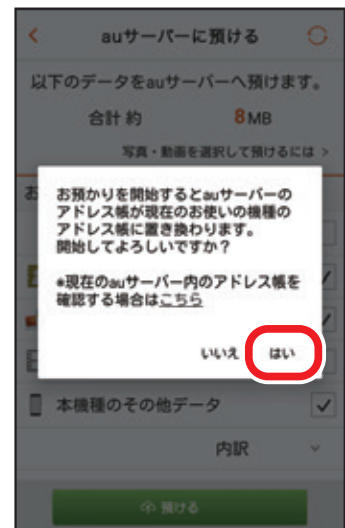 auサーバーに預ける
以下のデータをauサーバーへ預けます。
合計 約 8MB
写真・動画を選択して預けるには >
お
お預かりを開始するとauサーバーの
アドレス帳が現在のお使いの機種の
アドレス帳に置き換わります。
開始してよろしいですか？
*現在のauサーバー内のアドレス帳を
確認する場合はこちら
いいえ はい
本機種のその他データ
内訳
預ける